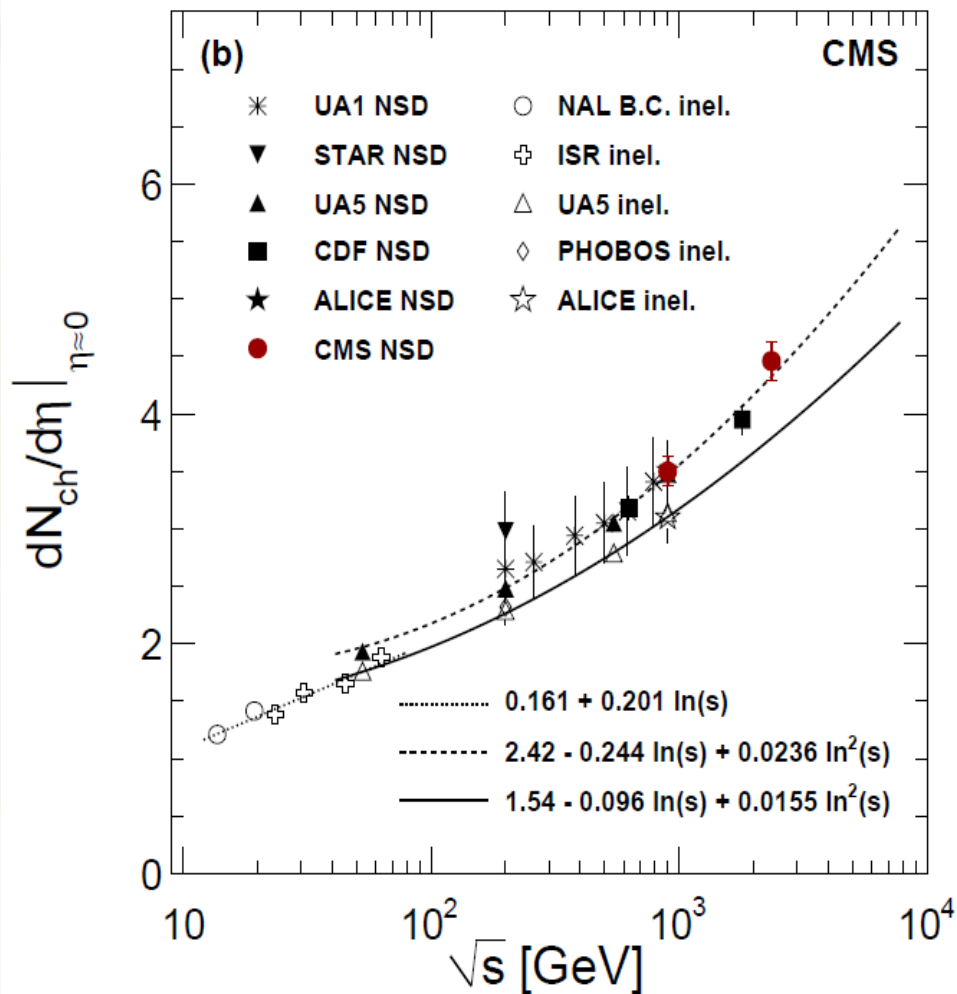 (b) CMS
UA1 NSD NAL B.C. inel.
STAR NSD ISR inel.
UA5 NSD UA5 inel.
CDF NSD PHOBOS inel.
ALICE NSD ALICE inel.
CMS NSD
dN_ch/dη|_η≈0
6
4
2
0
0.161 + 0.201 ln(s)
2.42 - 0.244 ln(s) + 0.0236 ln²(s)
1.54 - 0.096 ln(s) + 0.0155 ln²(s)
10 10² 10³ 10⁴
√s [GeV]